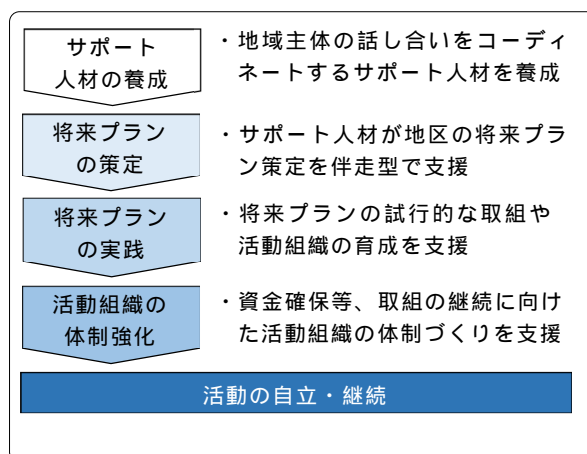 サポート
人材の養成
・地域主体の話し合いをコーディ
ネートするサポート人材を養成
将来プラン
の策定
・サポート人材が地区の将来プラ
ン策定を伴走型で支援
将来プラン
の実践
・将来プランの試行的な取組や
活動組織の育成を支援
活動組織の
体制強化
・資金確保等、取組の継続に向け
た活動組織の体制づくりを支援
活動の自立・継続